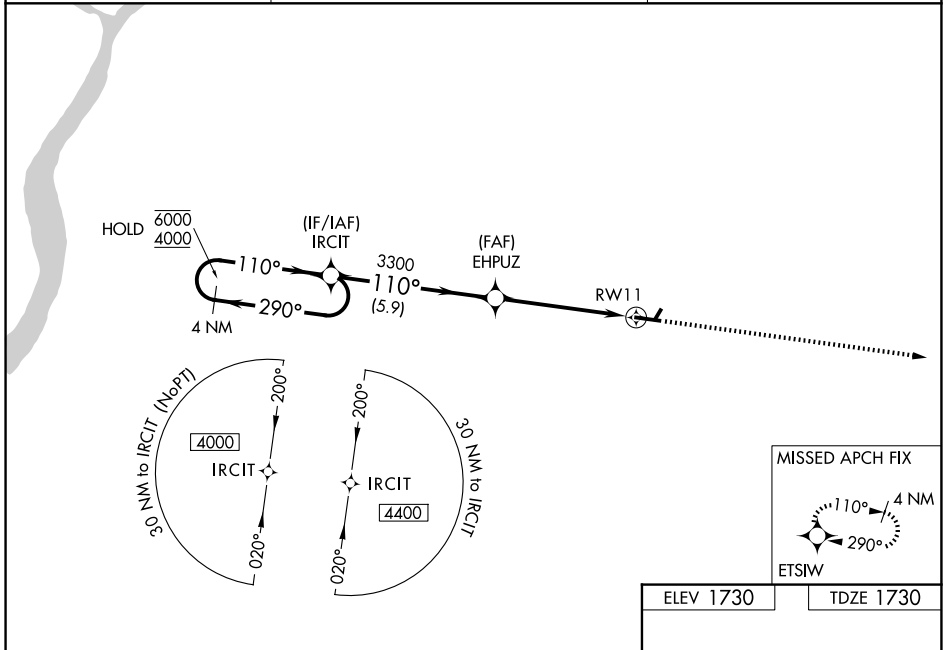 HOLD
6000
4000
110°
290°
4 NM
(IF/IAF)
IRCIT
3300
110°
(5.9)
(FAF)
EHPUZ
RW11
30 NM to IRCIT (NoPT)
4000
200°
IRCIT
020°
200°
IRCIT
4400
020°
30 NM to IRCIT
MISSED APCH FIX
110°
4 NM
290°
ETSIW
ELEV 1730
TDZE 1730